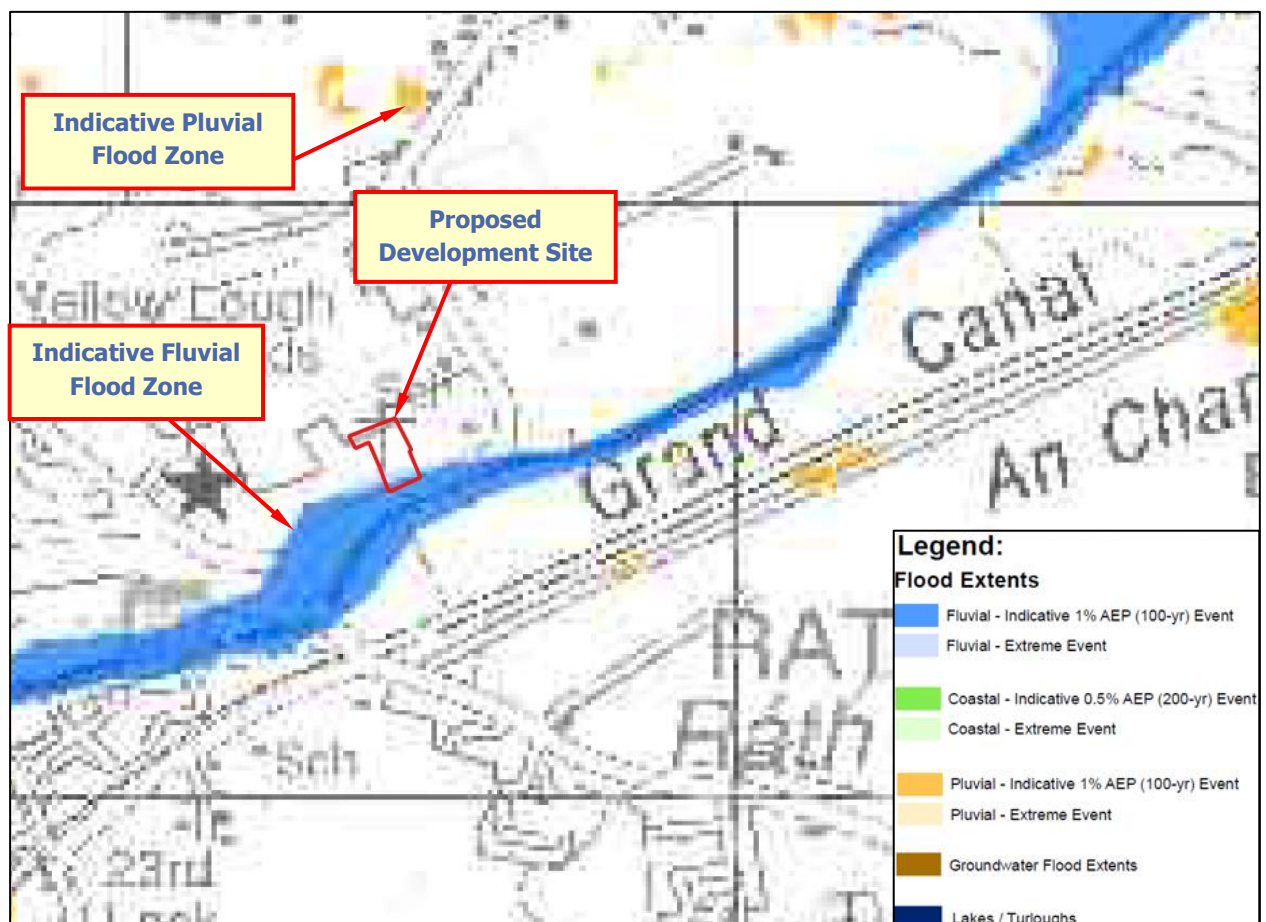 Indicative Pluvial
Flood Zone
Proposed
Development Site
Yellow Lough
Indicative Fluvial
Flood Zone
Grand Canal
An Chan
RAT
Ráth
Sch
23rd
Lock
Legend:
Flood Extents
Fluvial - Indicative 1% AEP (100-yr) Event
Fluvial - Extreme Event
Coastal - Indicative 0.5% AEP (200-yr) Event
Coastal - Extreme Event
Pluvial - Indicative 1% AEP (100-yr) Event
Pluvial - Extreme Event
Groundwater Flood Extents
Lakes / Turloughs